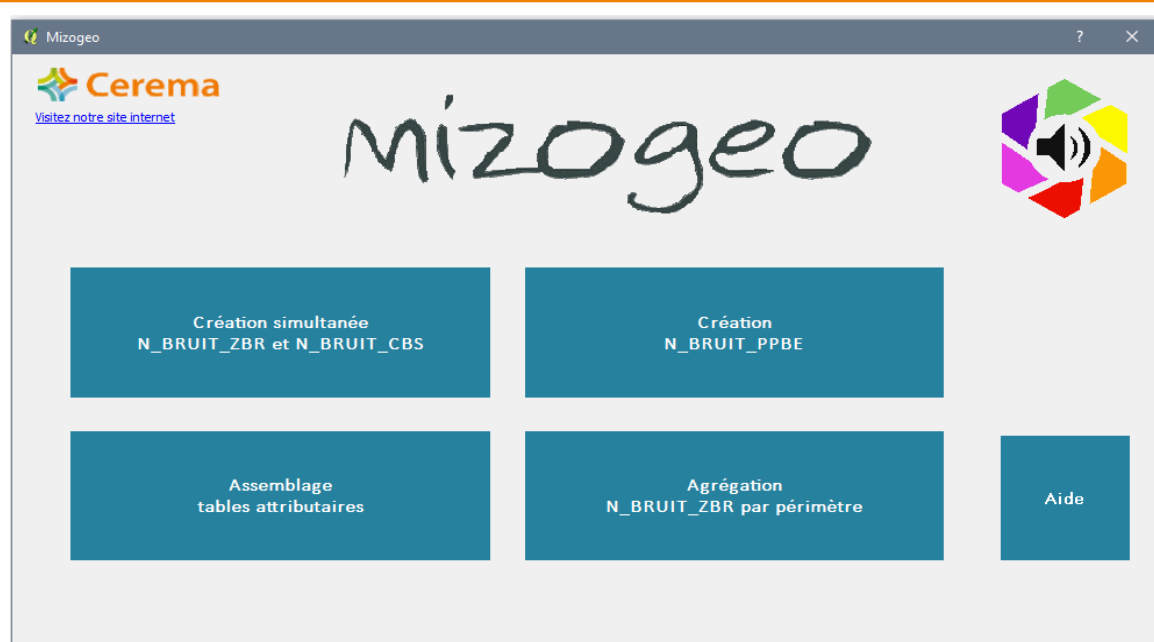 Mizogeo
?
Cerema
Visitez notre site internet
Mizogeo
Création simultanée
N_BRUIT_ZBR et N_BRUIT_CBS
Création
N_BRUIT_PPBE
Assemblage
tables attributaires
Agrégation
N_BRUIT_ZBR par périmètre
Aide